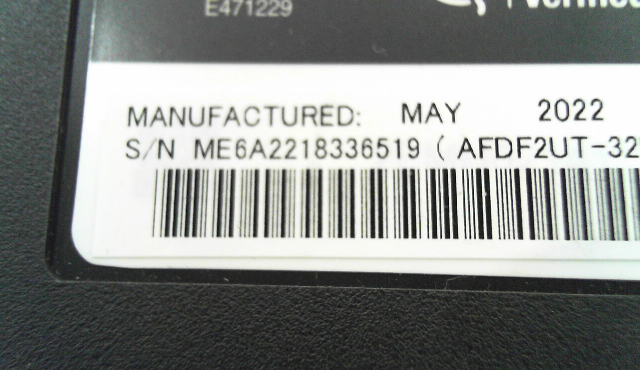 E471229
MANUFACTURED: MAY 2022
S/N ME6A2218336519 ( AFDF2UT-32